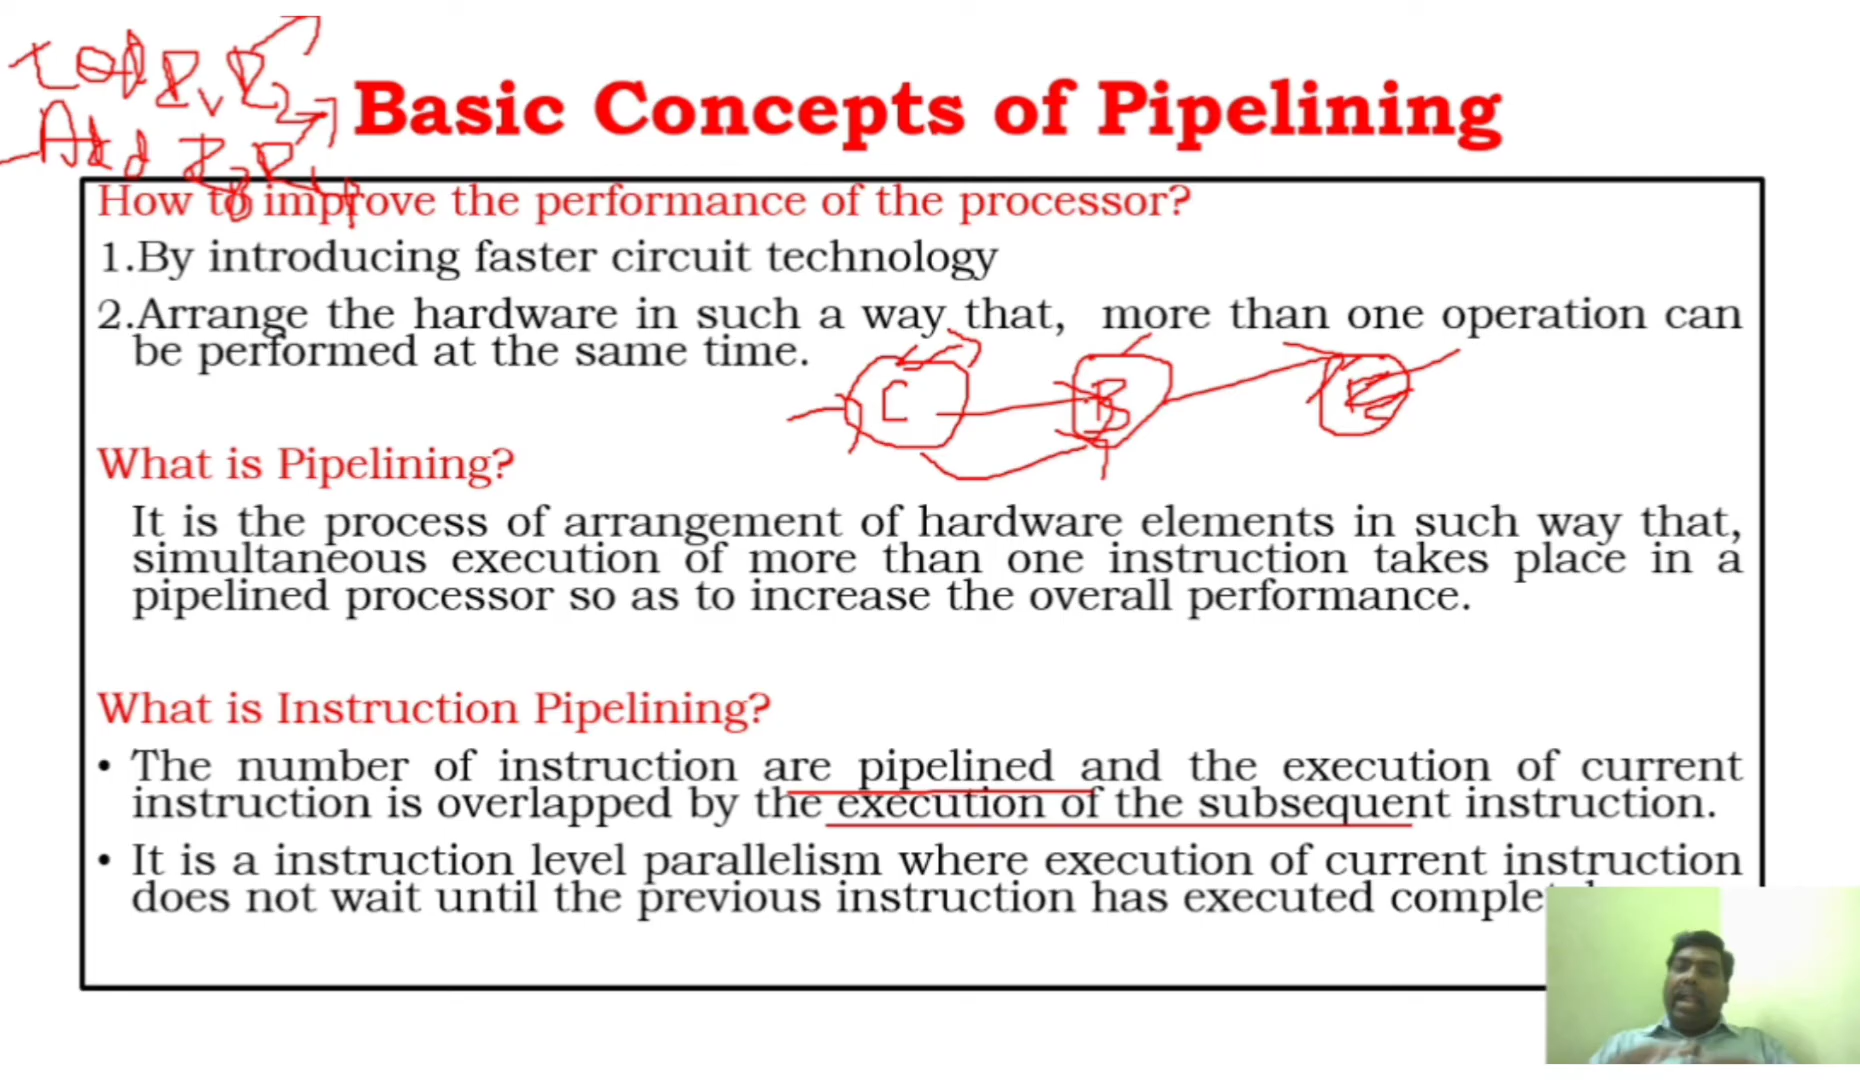 Basic Concepts of Pipelining
How to improve the performance of the processor?
1.By introducing faster circuit technology
2.Arrange the hardware in such a way that, more than one operation can
be performed at the same time.
C B E
What is Pipelining?
It is the process of arrangement of hardware elements in such way that,
simultaneous execution of more than one instruction takes place in a
pipelined processor so as to increase the overall performance.
What is Instruction Pipelining?
• The number of instruction are pipelined and the execution of current
instruction is overlapped by the execution of the subsequent instruction.
• It is a instruction level parallelism where execution of current instruction
does not wait until the previous instruction has executed